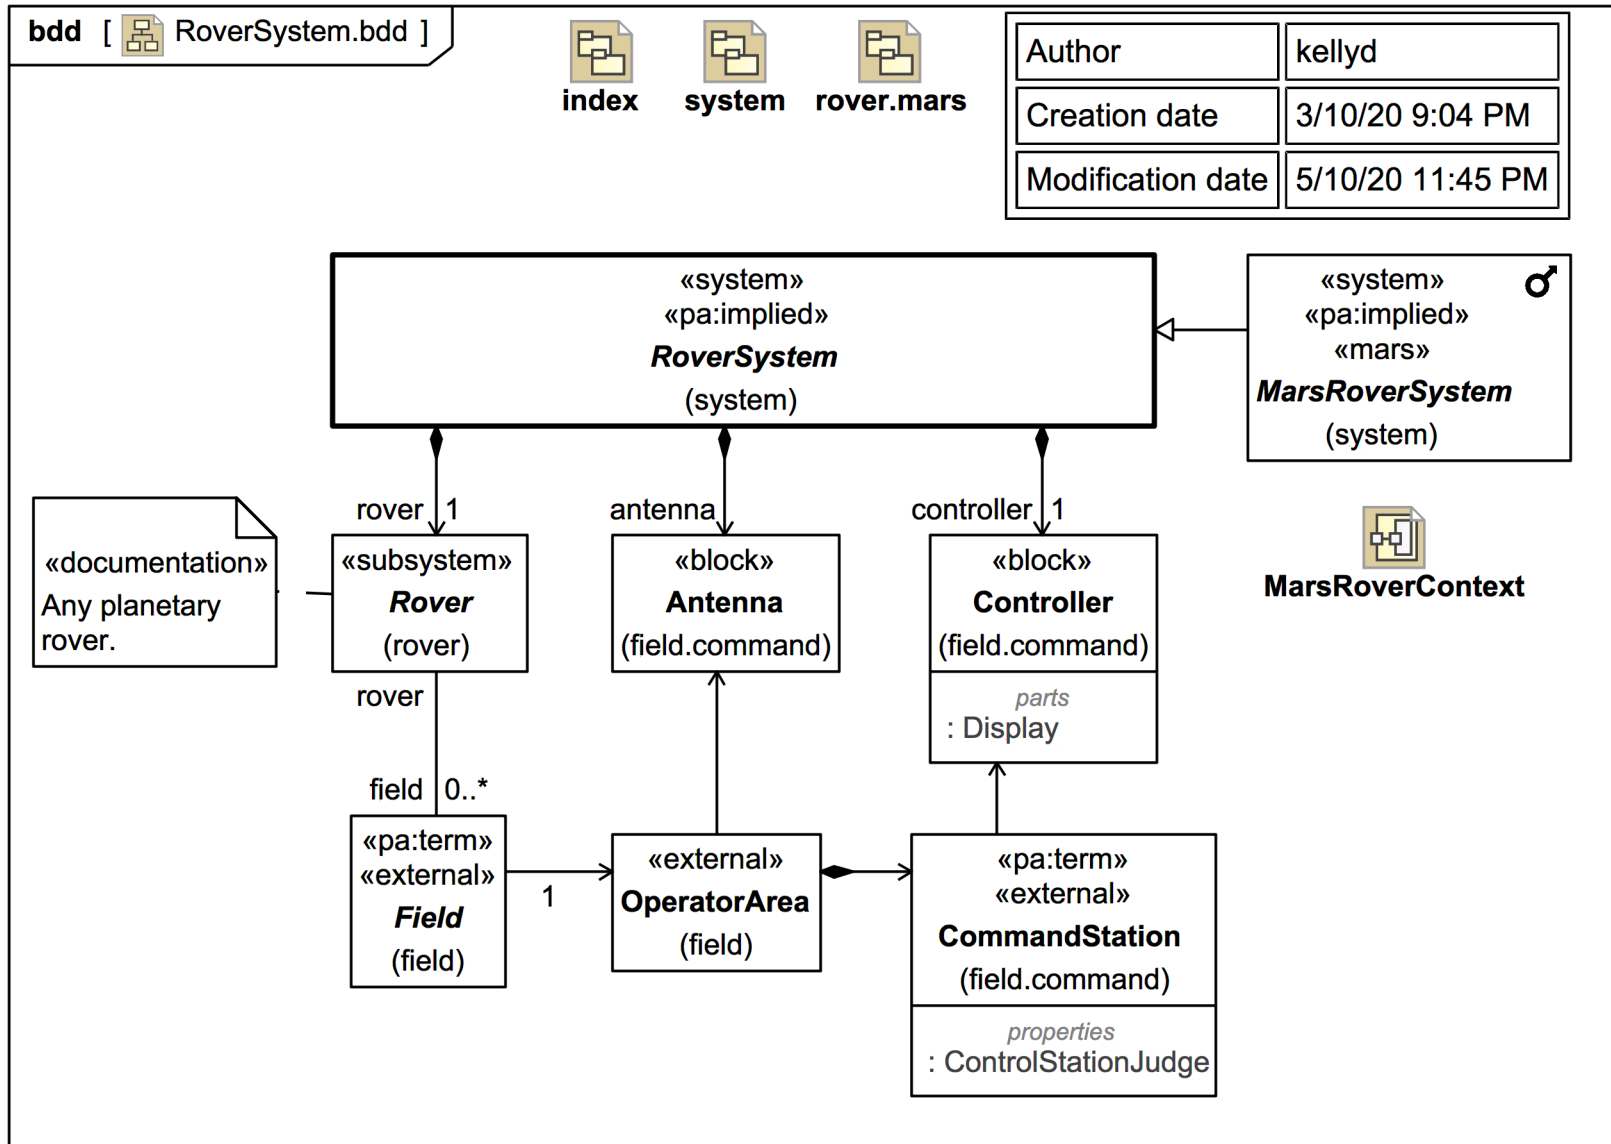 bdd [ RoverSystem.bdd ]
index
system
rover.mars
Author
kellyd
Creation date
3/10/20 9:04 PM
Modification date
5/10/20 11:45 PM
«system»
«pa:implied»
RoverSystem
(system)
«system»
«pa:implied»
«mars»
MarsRoverSystem
(system)
rover 1
antenna
controller 1
«documentation»
Any planetary
rover.
«subsystem»
Rover
(rover)
«block»
Antenna
(field.command)
«block»
Controller
(field.command)
parts
: Display
MarsRoverContext
rover
field 0..*
«pa:term»
«external»
Field
(field)
1
«external»
OperatorArea
(field)
«pa:term»
«external»
CommandStation
(field.command)
properties
: ControlStationJudge